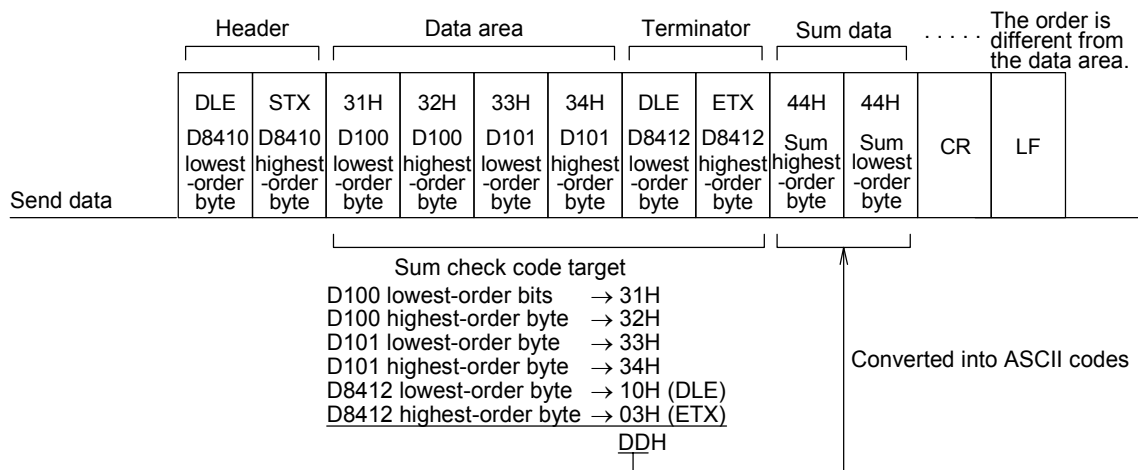 Header Data area Terminator Sum data . . . . . The order is
different from
the data area.
DLE STX 31H 32H 33H 34H DLE ETX 44H 44H CR LF
D8410 D8410 D100 D100 D101 D101 D8412 D8412 Sum Sum
lowest highest lowest highest lowest highest lowest highest highest lowest
-order -order -order -order -order -order -order -order -order -order
byte byte byte byte byte byte byte byte byte byte
Send data
Sum check code target
D100 lowest-order bits → 31H
D100 highest-order byte → 32H
D101 lowest-order byte → 33H
D101 highest-order byte → 34H
D8412 lowest-order byte → 10H (DLE)
D8412 highest-order byte → 03H (ETX)
DDH
Converted into ASCII codes